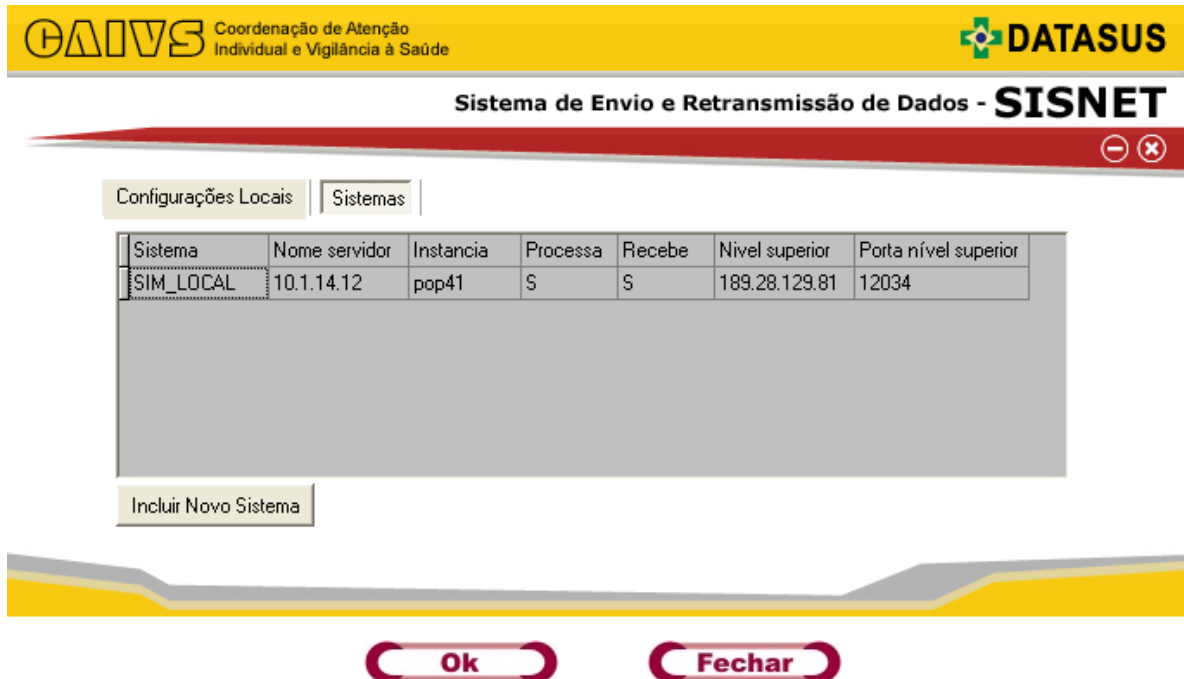 CAIVS Coordenação de Atenção
Individual e Vigilância à Saúde
DATASUS
Sistema de Envio e Retransmissão de Dados - SISNET
Configurações Locais Sistemas
Sistema Nome servidor Instancia Processa Recebe Nivel superior Porta nível superior
SIM_LOCAL 10.1.14.12 pop41 S S 189.28.129.81 12034
Incluir Novo Sistema
Ok Fechar